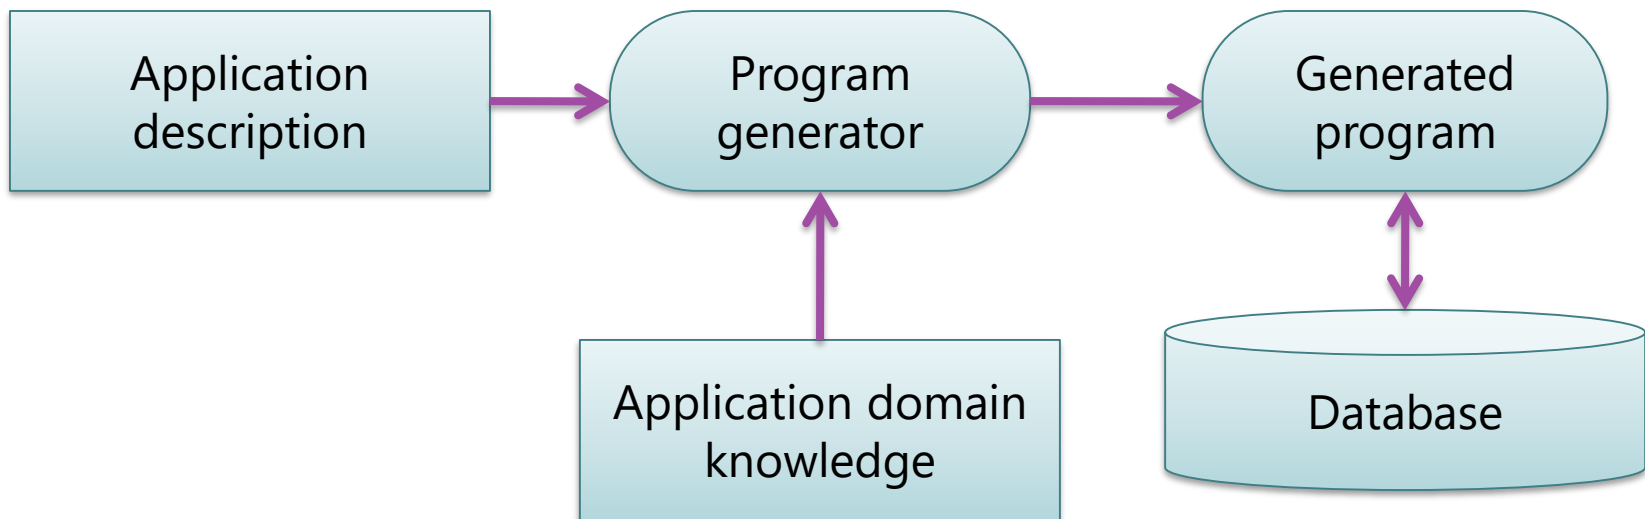 Application
description
Program
generator
Generated
program
Application domain
knowledge
Database